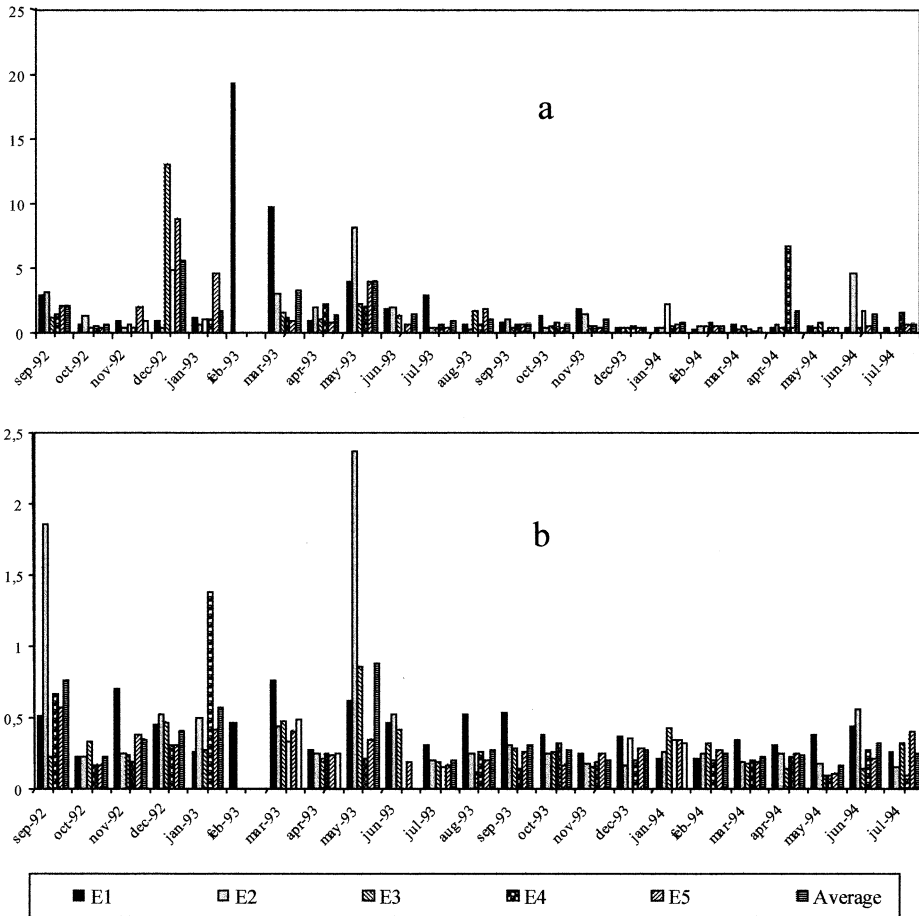 25
20
15
10
5
0
a
sep-92 oct-92 nov-92 dec-92 jan-93 feb-93 mar-93 apr-93 may-93 jun-93 jul-93 aug-93 sep-93 oct-93 nov-93 dec-93 jan-94 feb-94 mar-94 apr-94 may-94 jun-94 jul-94
2,5
2
1,5
1
0,5
0
b
sep-92 oct-92 nov-92 dec-92 jan-93 feb-93 mar-93 apr-93 may-93 jun-93 jul-93 aug-93 sep-93 oct-93 nov-93 dec-93 jan-94 feb-94 mar-94 apr-94 may-94 jun-94 jul-94
E1 E2 E3 E4 E5 Average